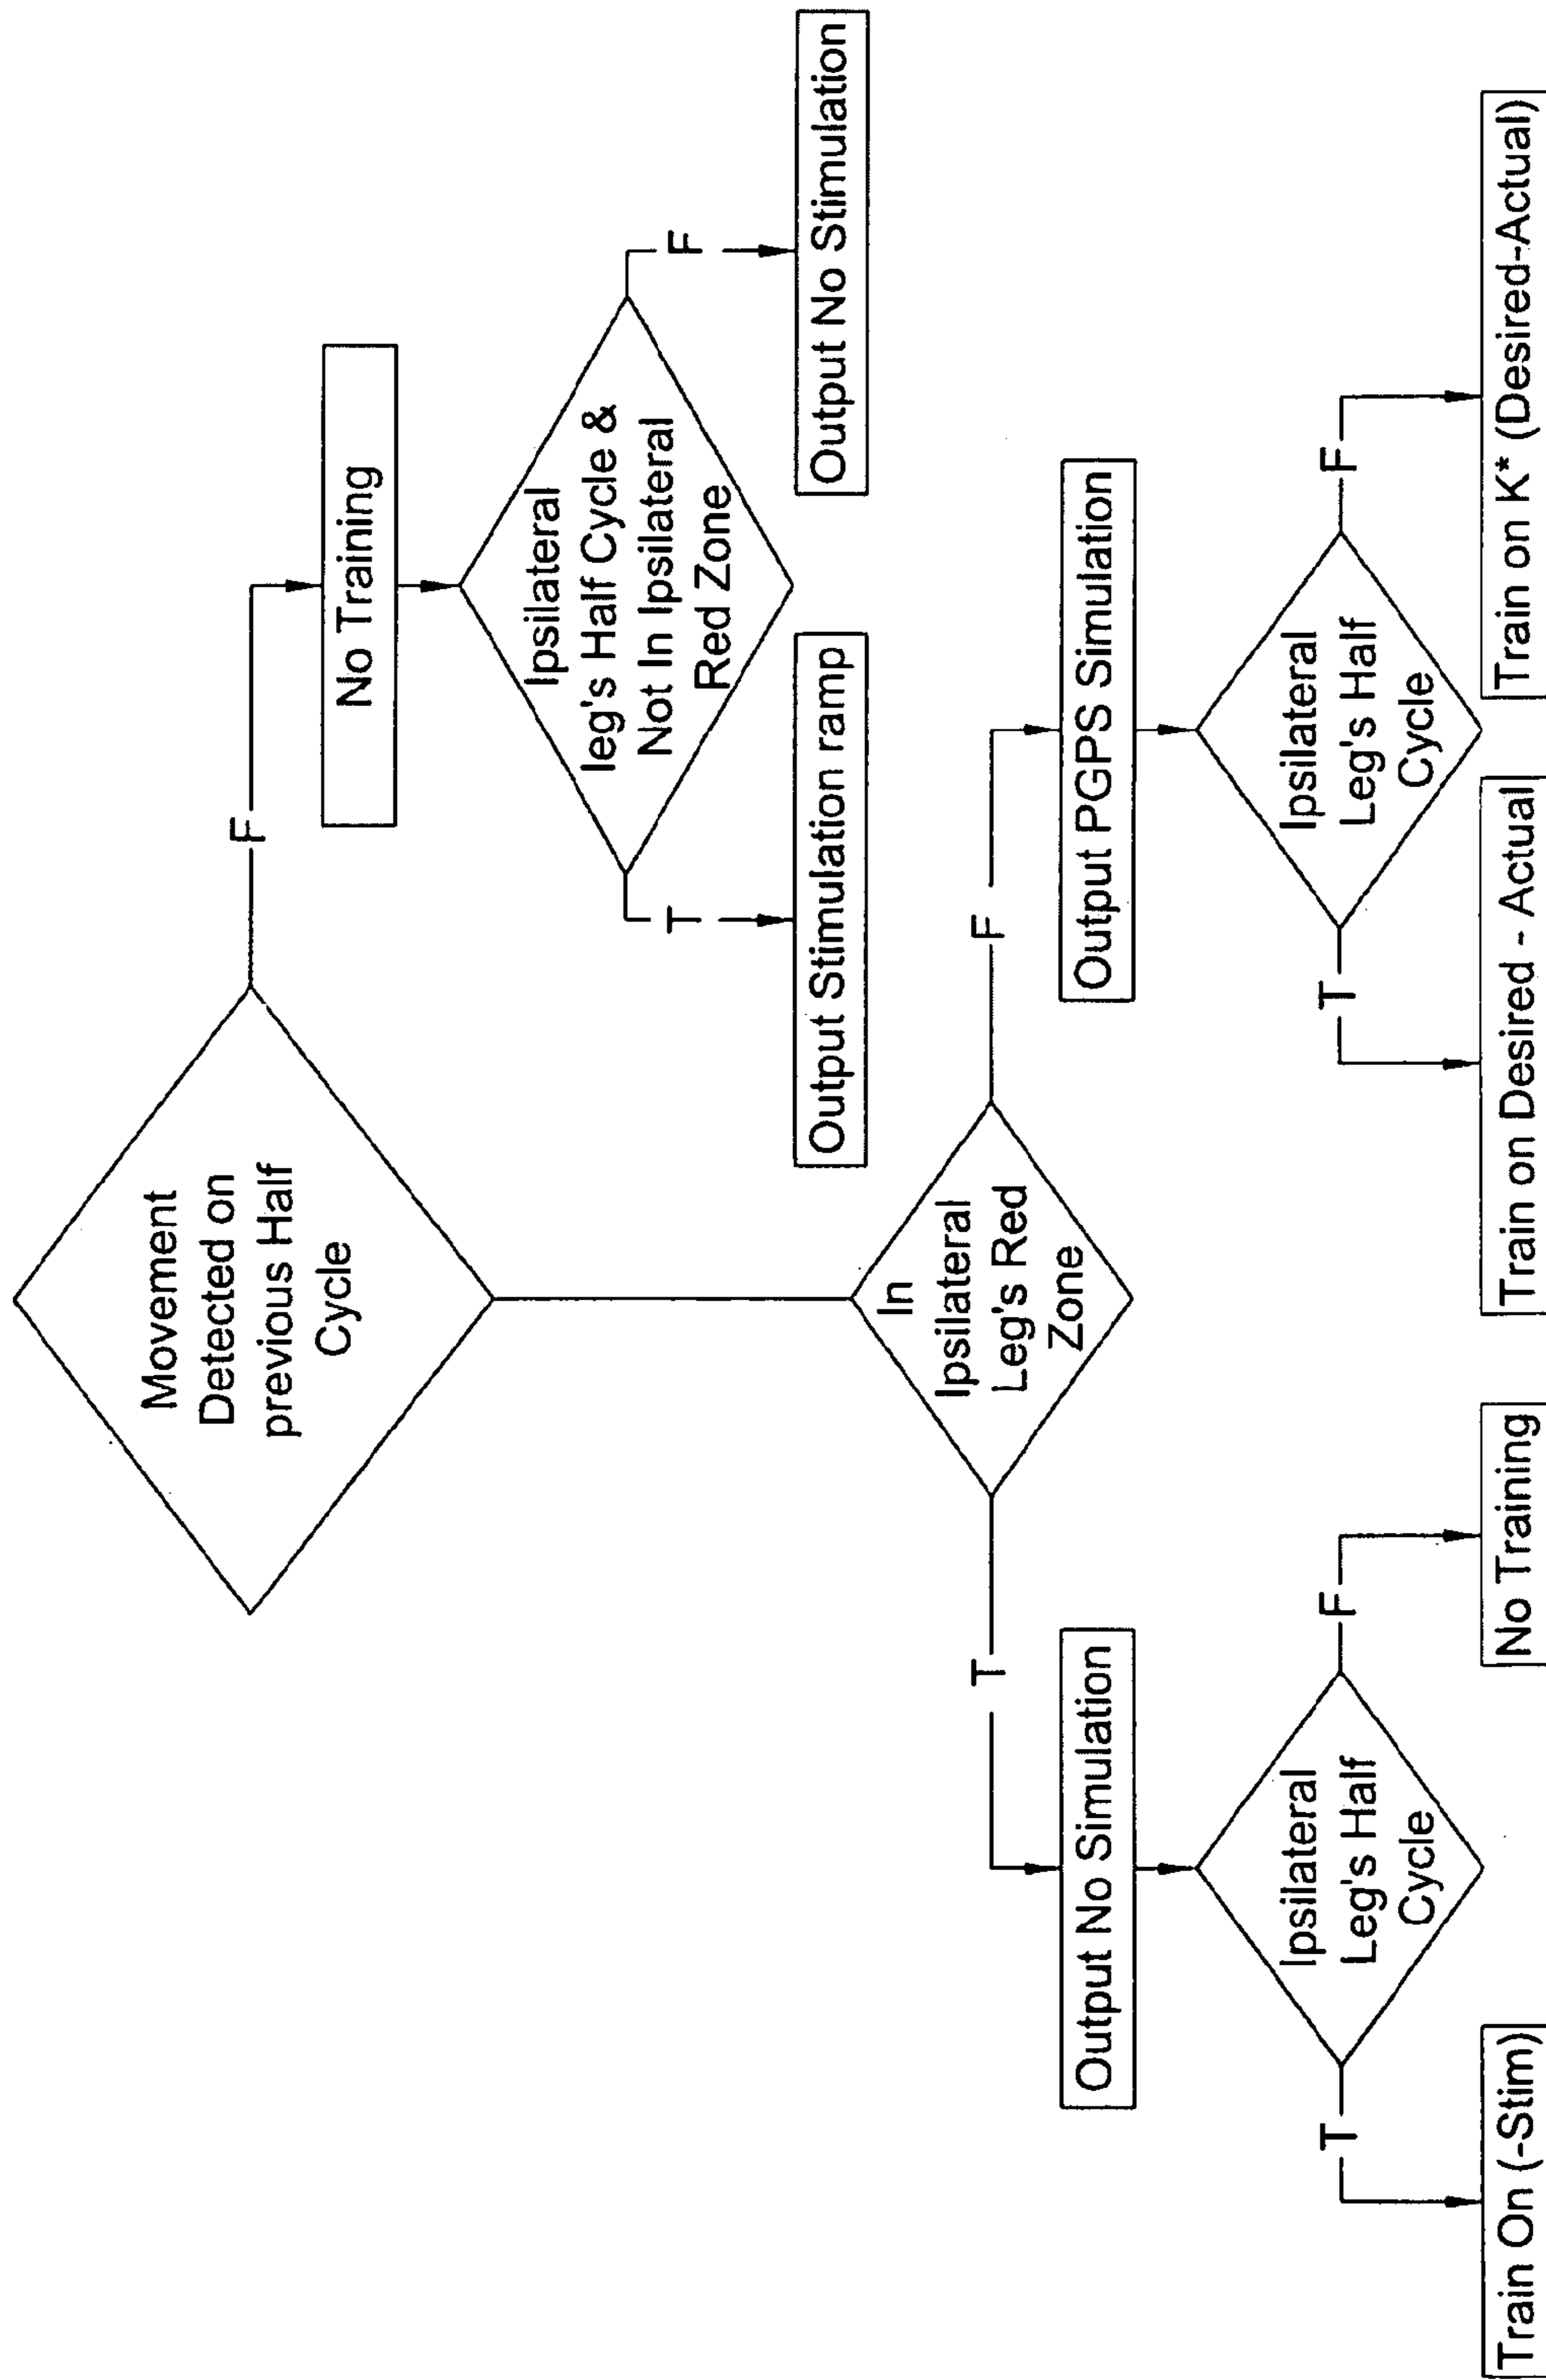 Movement
Detected on
previous Half
Cycle
F
No Training
Ipsilateral
leg's Half Cycle &
Not In Ipsilateral
Red Zone
T
F
Output Stimulation ramp
Output No Stimulation
In
Ipsilateral
Leg's Red
Zone
T
F
Output No Simulation
Output PGPS Simulation
Ipsilateral
Leg's Half
Cycle
T
F
Ipsilateral
Leg's Half
Cycle
T
F
Train On (-Stim)
No Training
Train on Desired - Actual
Train on K* (Desired-Actual)